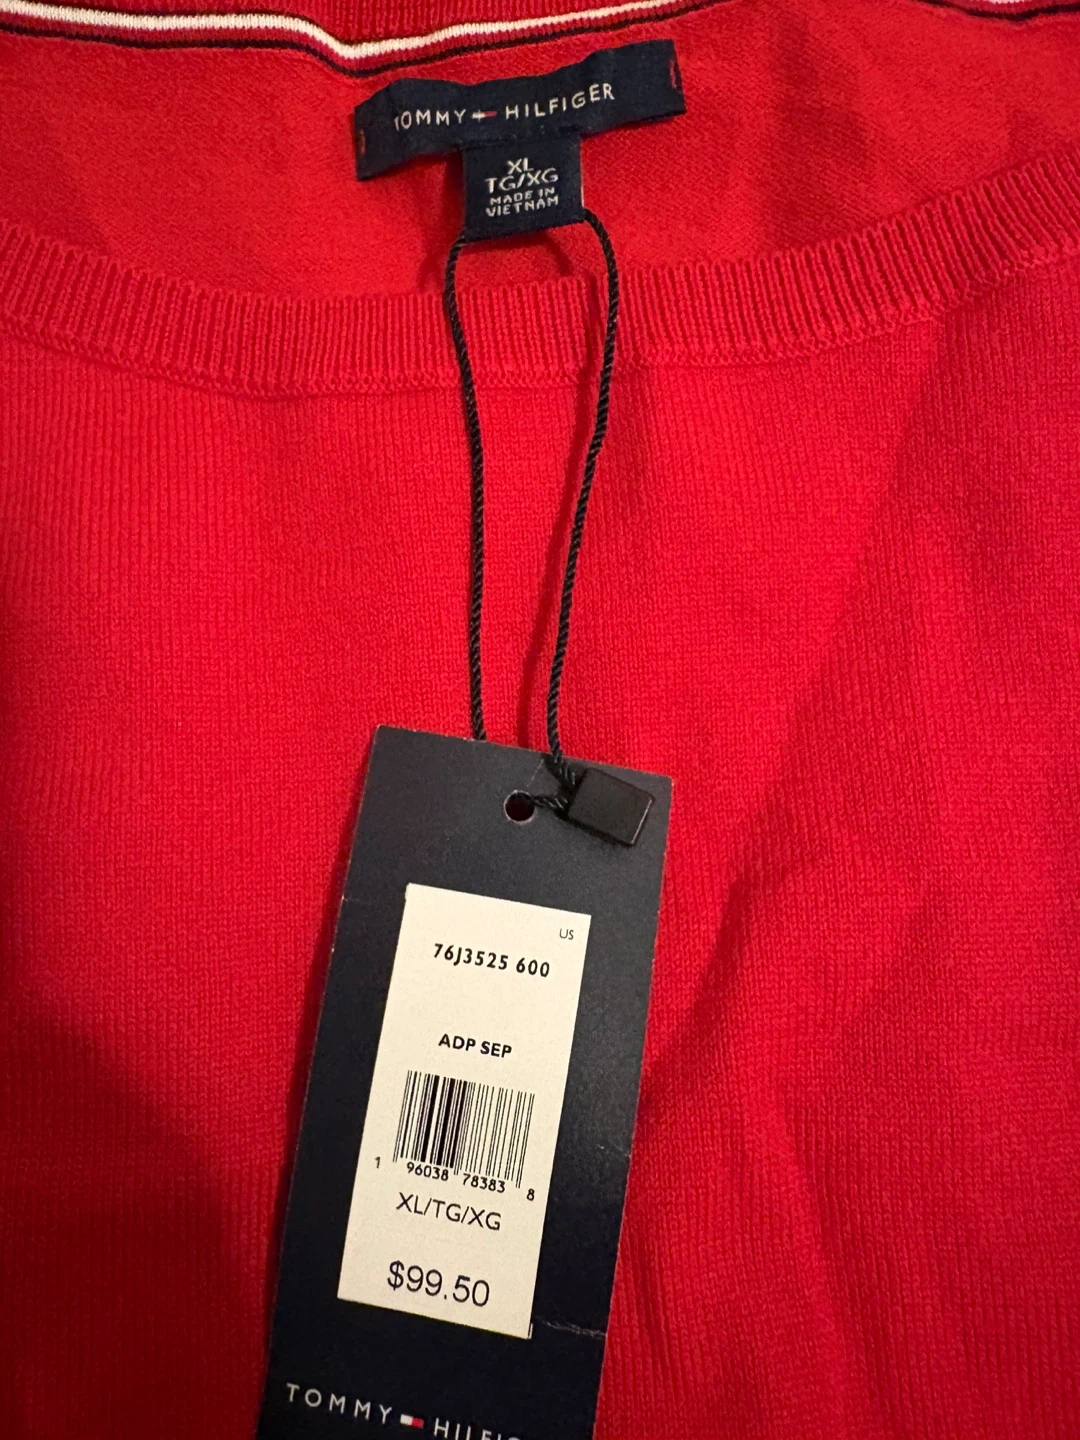 TOMMY HILFIGER
XL
TG/XG
MADE IN
VIETNAM
US
76J3525 600
ADP SEP
1 96038 78383 8
XL/TG/XG
$99.50
TOMMY